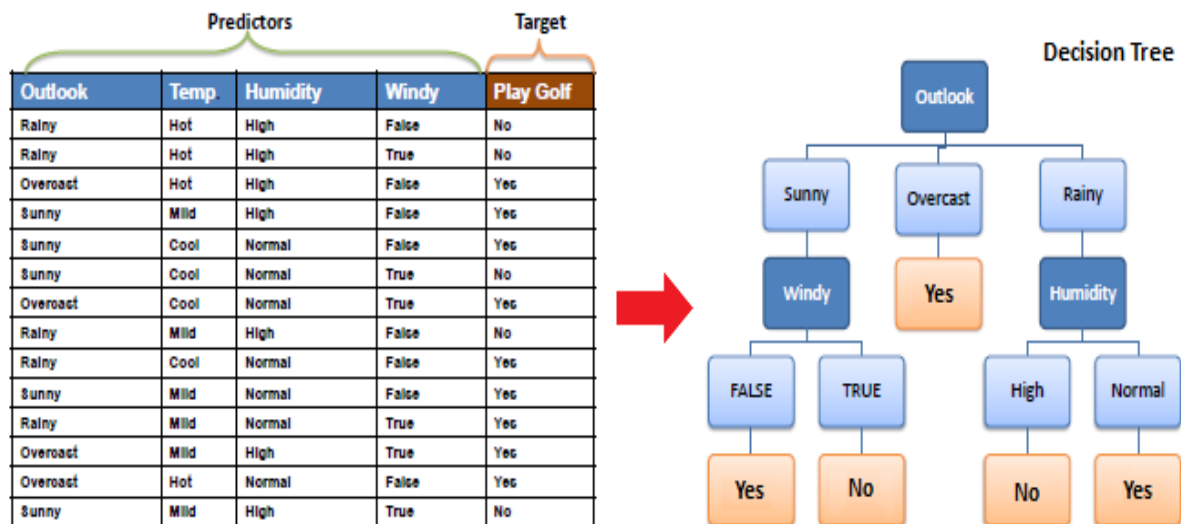 Predictors Target
Outlook Temp. Humidity Windy Play Golf
Rainy Hot High False No
Rainy Hot High True No
Overoast Hot High False Yes
Sunny Mild High False Yes
Sunny Cool Normal False Yes
Sunny Cool Normal True No
Overoast Cool Normal True Yes
Rainy Mild High False No
Rainy Cool Normal False Yes
Sunny Mild Normal False Yes
Rainy Mild Normal True Yes
Overoast Mild High True Yes
Overoast Hot Normal False Yes
Sunny Mild High True No
Decision Tree
Outlook
Sunny Overcast Rainy
Windy Yes Humidity
FALSE TRUE High Normal
Yes No No Yes